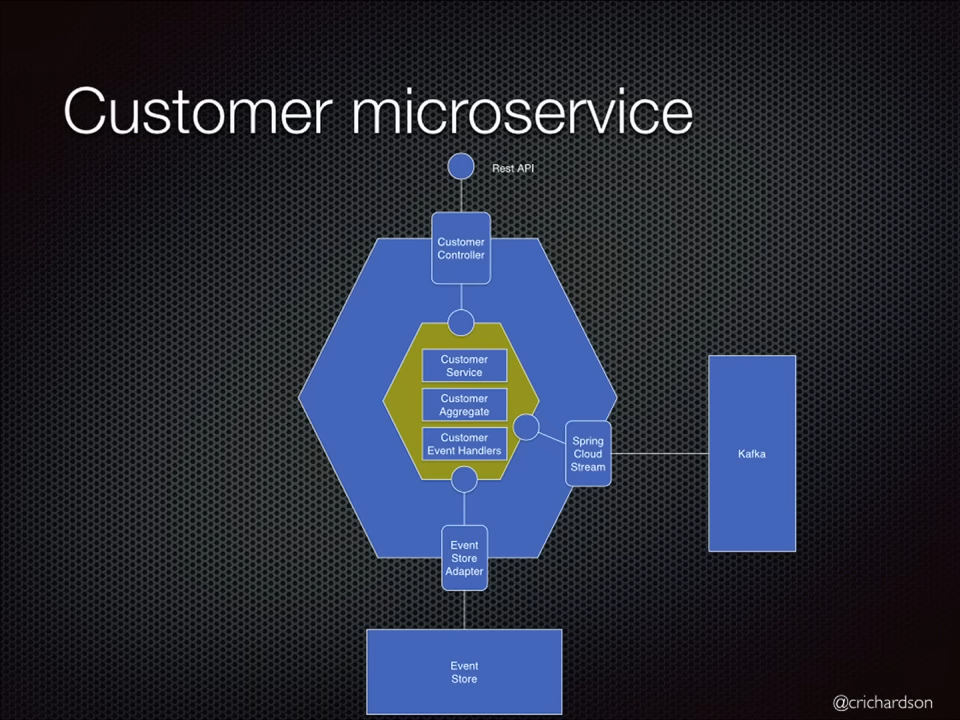 Customer microservice
Rest API
Customer
Controller
Customer
Service
Customer
Aggregate
Customer
Event Handlers
Spring
Cloud
Stream
Kafka
Event
Store
Adapter
Event
Store
@crichardson